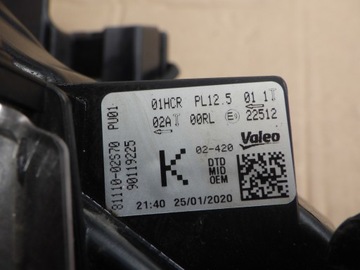 01HCR PL12.5 01 1
02A 00RL E 22512
02-420 Valeo
K DTD
MID
OEM
21:40 25/01/2020
81110-02S70 PU01
90119225